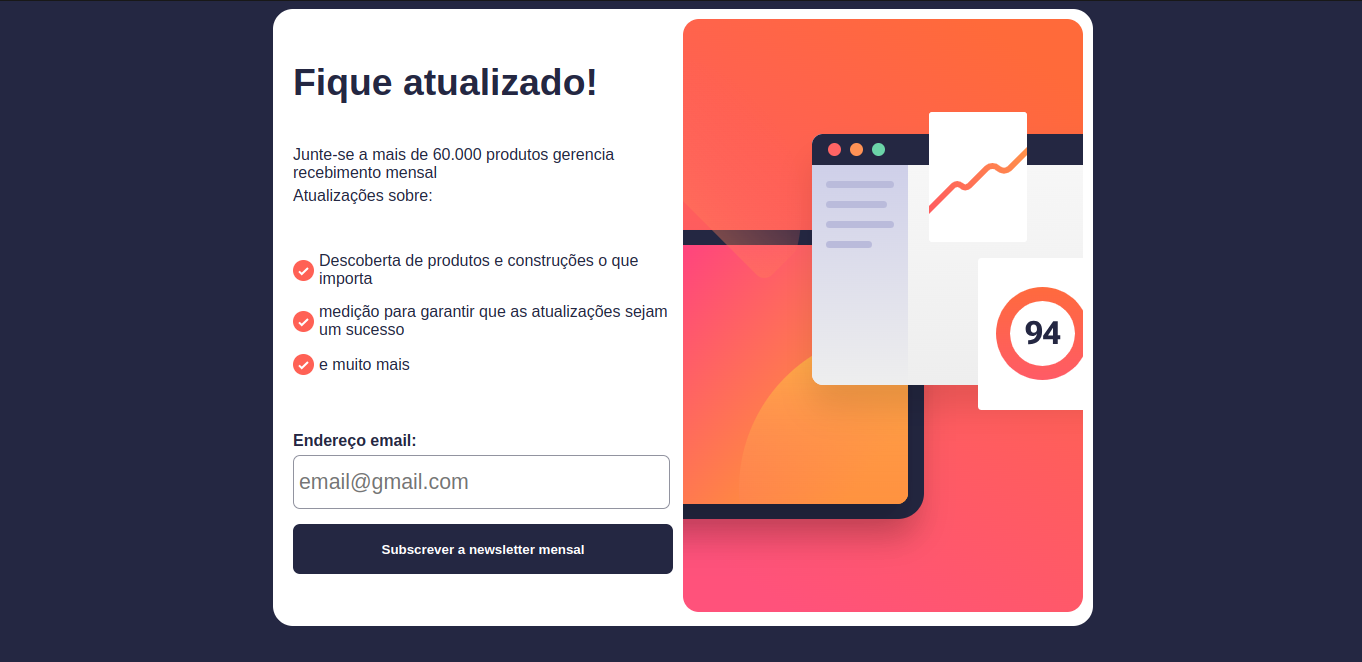 Fique atualizado!
Junte-se a mais de 60.000 produtos gerencia
recebimento mensal
Atualizações sobre:
Descoberta de produtos e construções o que
importa
medição para garantir que as atualizações sejam
um sucesso
e muito mais
Endereço email:
email@gmail.com
Subscrever a newsletter mensal
94